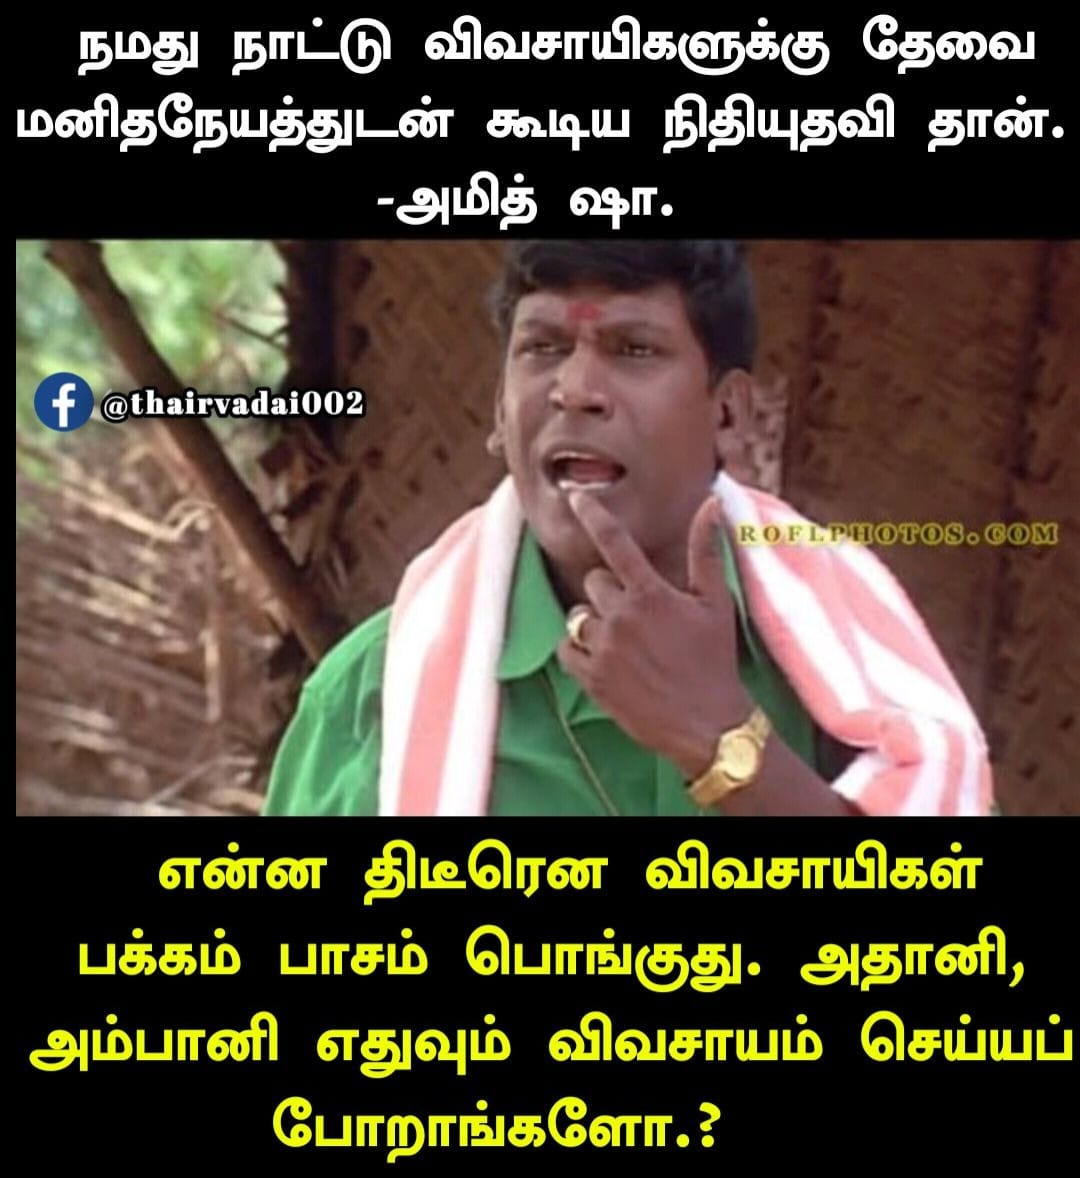 நமது நாட்டு விவசாயிகளுக்கு தேவை
மனிதநேயத்துடன் கூடிய நிதியுதவி தான்.
-அமித் ஷா.
f @thairvadai002
ROFLPHOTOS.COM
என்ன திடீரென விவசாயிகள்
பக்கம் பாசம் பொங்குது. அதானி,
அம்பானி எதுவும் விவசாயம் செய்யப்
போறாங்களோ.?